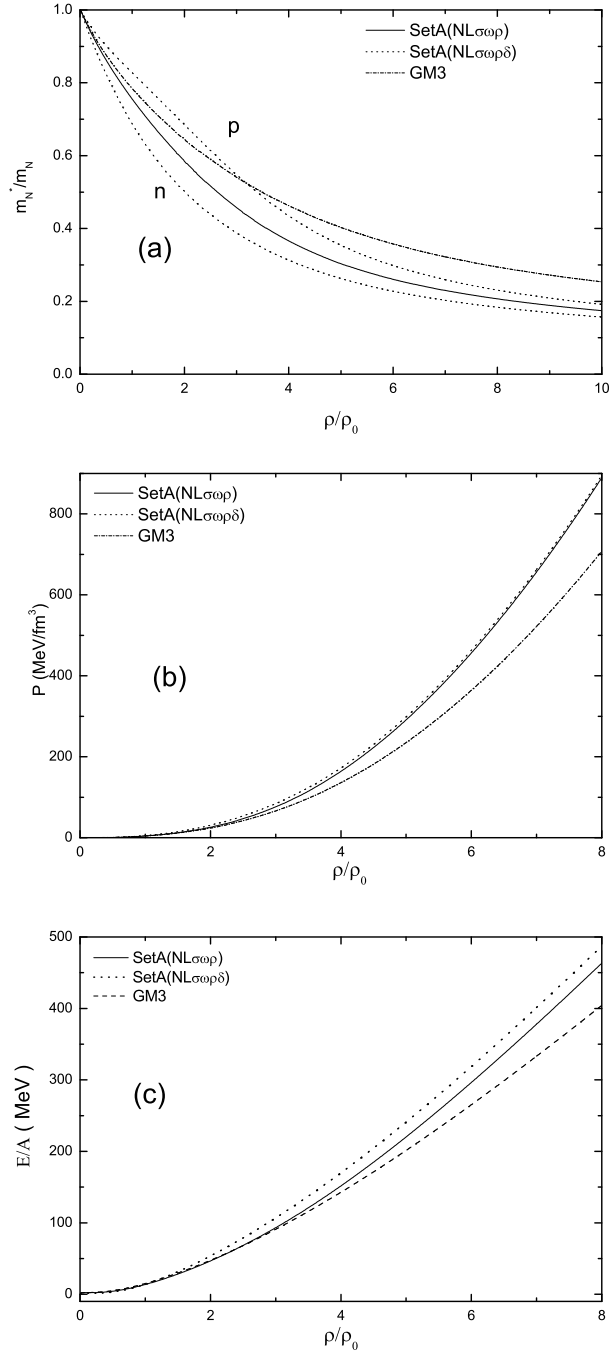 1.0
0.8
0.6
0.4
0.2
0.0
m*N/mN
SetA(NLσωρ)
SetA(NLσωρδ)
GM3
p
n
(a)
0 2 4 6 8 10
ρ/ρ0
800
600
400
200
0
P (MeV/fm³)
SetA(NLσωρ)
SetA(NLσωρδ)
GM3
(b)
0 2 4 6 8
ρ/ρ0
500
400
300
200
100
0
E/A ( MeV)
SetA(NLσωρ)
SetA(NLσωρδ)
GM3
(c)
0 2 4 6 8
ρ/ρ0